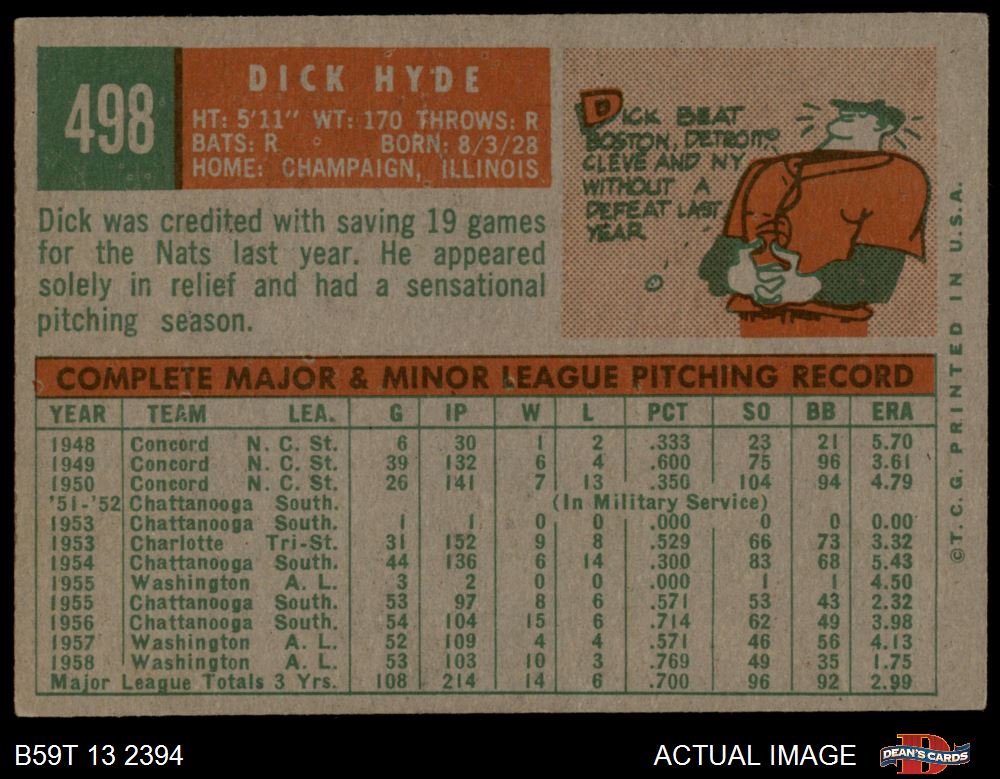 498
DICK HYDE
HT: 5'11" WT: 170 THROWS: R
BATS: R BORN: 8/3/28
HOME: CHAMPAIGN, ILLINOIS
Dick was credited with saving 19 games
for the Nats last year. He appeared
solely in relief and had a sensational
pitching season.
DICK BEAT
BOSTON, DETROIT,
CLEVE AND NY
WITHOUT A
DEFEAT LAST
YEAR
COMPLETE MAJOR & MINOR LEAGUE PITCHING RECORD
YEAR TEAM LEA. G IP W L PCT SO BB ERA
1948 Concord N. C. St. 6 30 1 2 .333 23 21 5.70
1949 Concord N. C. St. 39 132 6 4 .600 75 96 3.61
1950 Concord N. C. St. 26 141 7 13 .350 104 94 4.79
'51-'52 Chattanooga South. (In Military Service)
1953 Chattanooga South. 1 1 0 0 .000 0 0 0.00
1953 Charlotte Tri-St. 31 152 9 8 .529 66 73 3.32
1954 Chattanooga South. 44 136 6 14 .300 83 68 5.43
1955 Washington A. L. 3 2 0 0 .000 1 1 4.50
1955 Chattanooga South. 53 97 8 6 .571 53 43 2.32
1956 Chattanooga South. 54 104 15 6 .714 62 49 3.98
1957 Washington A. L. 52 109 4 4 .571 46 56 4.13
1958 Washington A. L. 53 103 10 3 .769 49 35 1.75
Major League Totals 3 Yrs. 108 214 14 6 .700 96 92 2.99
©T.C.G. PRINTED IN U.S.A.
B59T 13 2394
ACTUAL IMAGE
DEAN'S CARDS